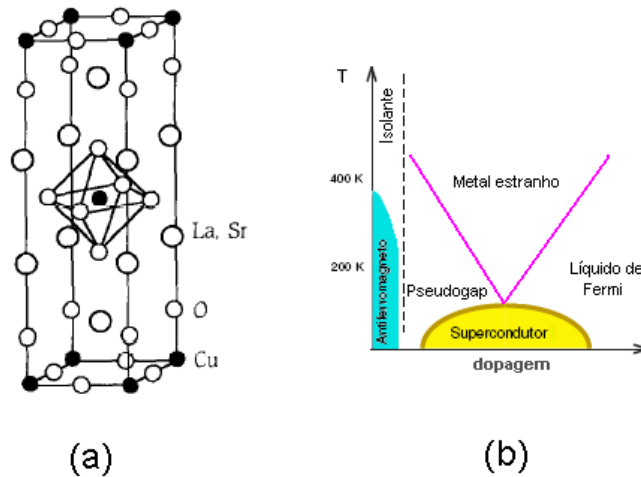 La, Sr
O
Cu
(a)
T
Isolante
400 K
Metal estranho
200 K
Antiferromagneto
Pseudogap
Líquido de
Fermi
Supercondutor
dopagem
(b)